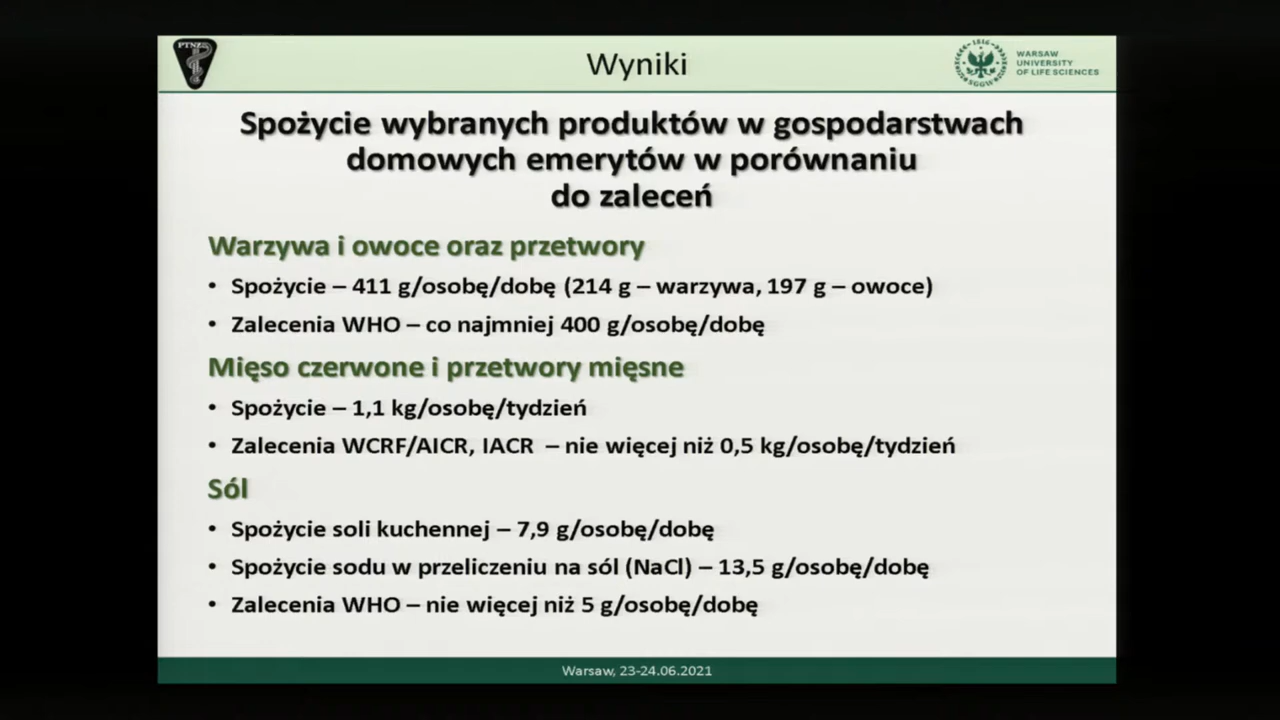 PTNŻ
Wyniki
1816
SGGW
WARSAW
UNIVERSITY
OF LIFE SCIENCES
Spożycie wybranych produktów w gospodarstwach
domowych emerytów w porównaniu
do zaleceń
Warzywa i owoce oraz przetwory
• Spożycie – 411 g/osobę/dobę (214 g – warzywa, 197 g – owoce)
• Zalecenia WHO – co najmniej 400 g/osobę/dobę
Mięso czerwone i przetwory mięsne
• Spożycie – 1,1 kg/osobę/tydzień
• Zalecenia WCRF/AICR, IACR – nie więcej niż 0,5 kg/osobę/tydzień
Sól
• Spożycie soli kuchennej – 7,9 g/osobę/dobę
• Spożycie sodu w przeliczeniu na sól (NaCl) – 13,5 g/osobę/dobę
• Zalecenia WHO – nie więcej niż 5 g/osobę/dobę
Warsaw, 23-24.06.2021